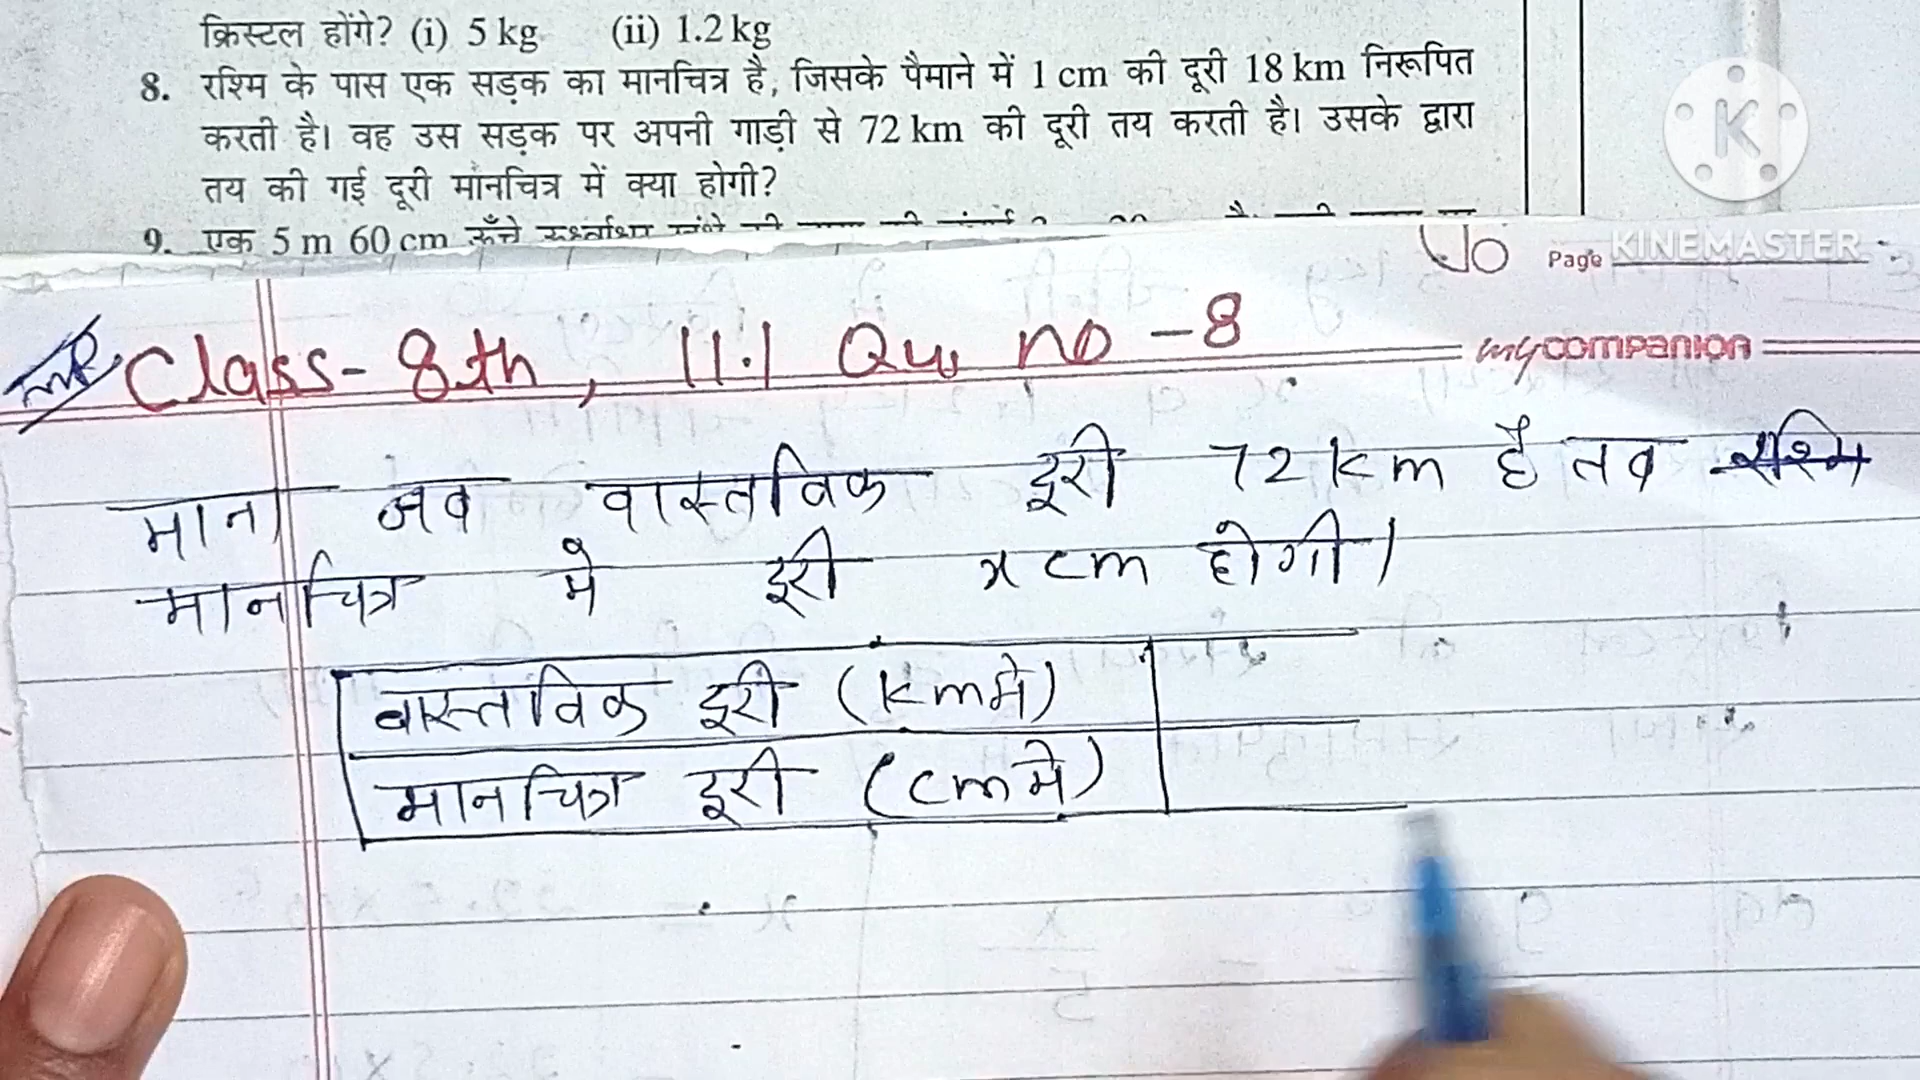 क्रिस्टल होंगे? (i) 5 kg (ii) 1.2 kg
8. रश्मि के पास एक सड़क का मानचित्र है, जिसके पैमाने में 1 cm की दूरी 18 km निरूपित
करती है। वह उस सड़क पर अपनी गाड़ी से 72 km की दूरी तय करती है। उसके द्वारा
तय की गई दूरी मानचित्र में क्या होगी?
9. एक 5 m 60 cm ऊँचे ऊर्ध्वाधर खंभे की
Page
KINEMASTER
Class - 8th, 11.1 Qu. no - 8
mycompanion
माना जब वास्तविक दूरी 72 km है तब रश्मि
मानचित्र मे दूरी x cm होगी।
वास्तविक दूरी (km मे)
मानचित्र दूरी (cm मे)